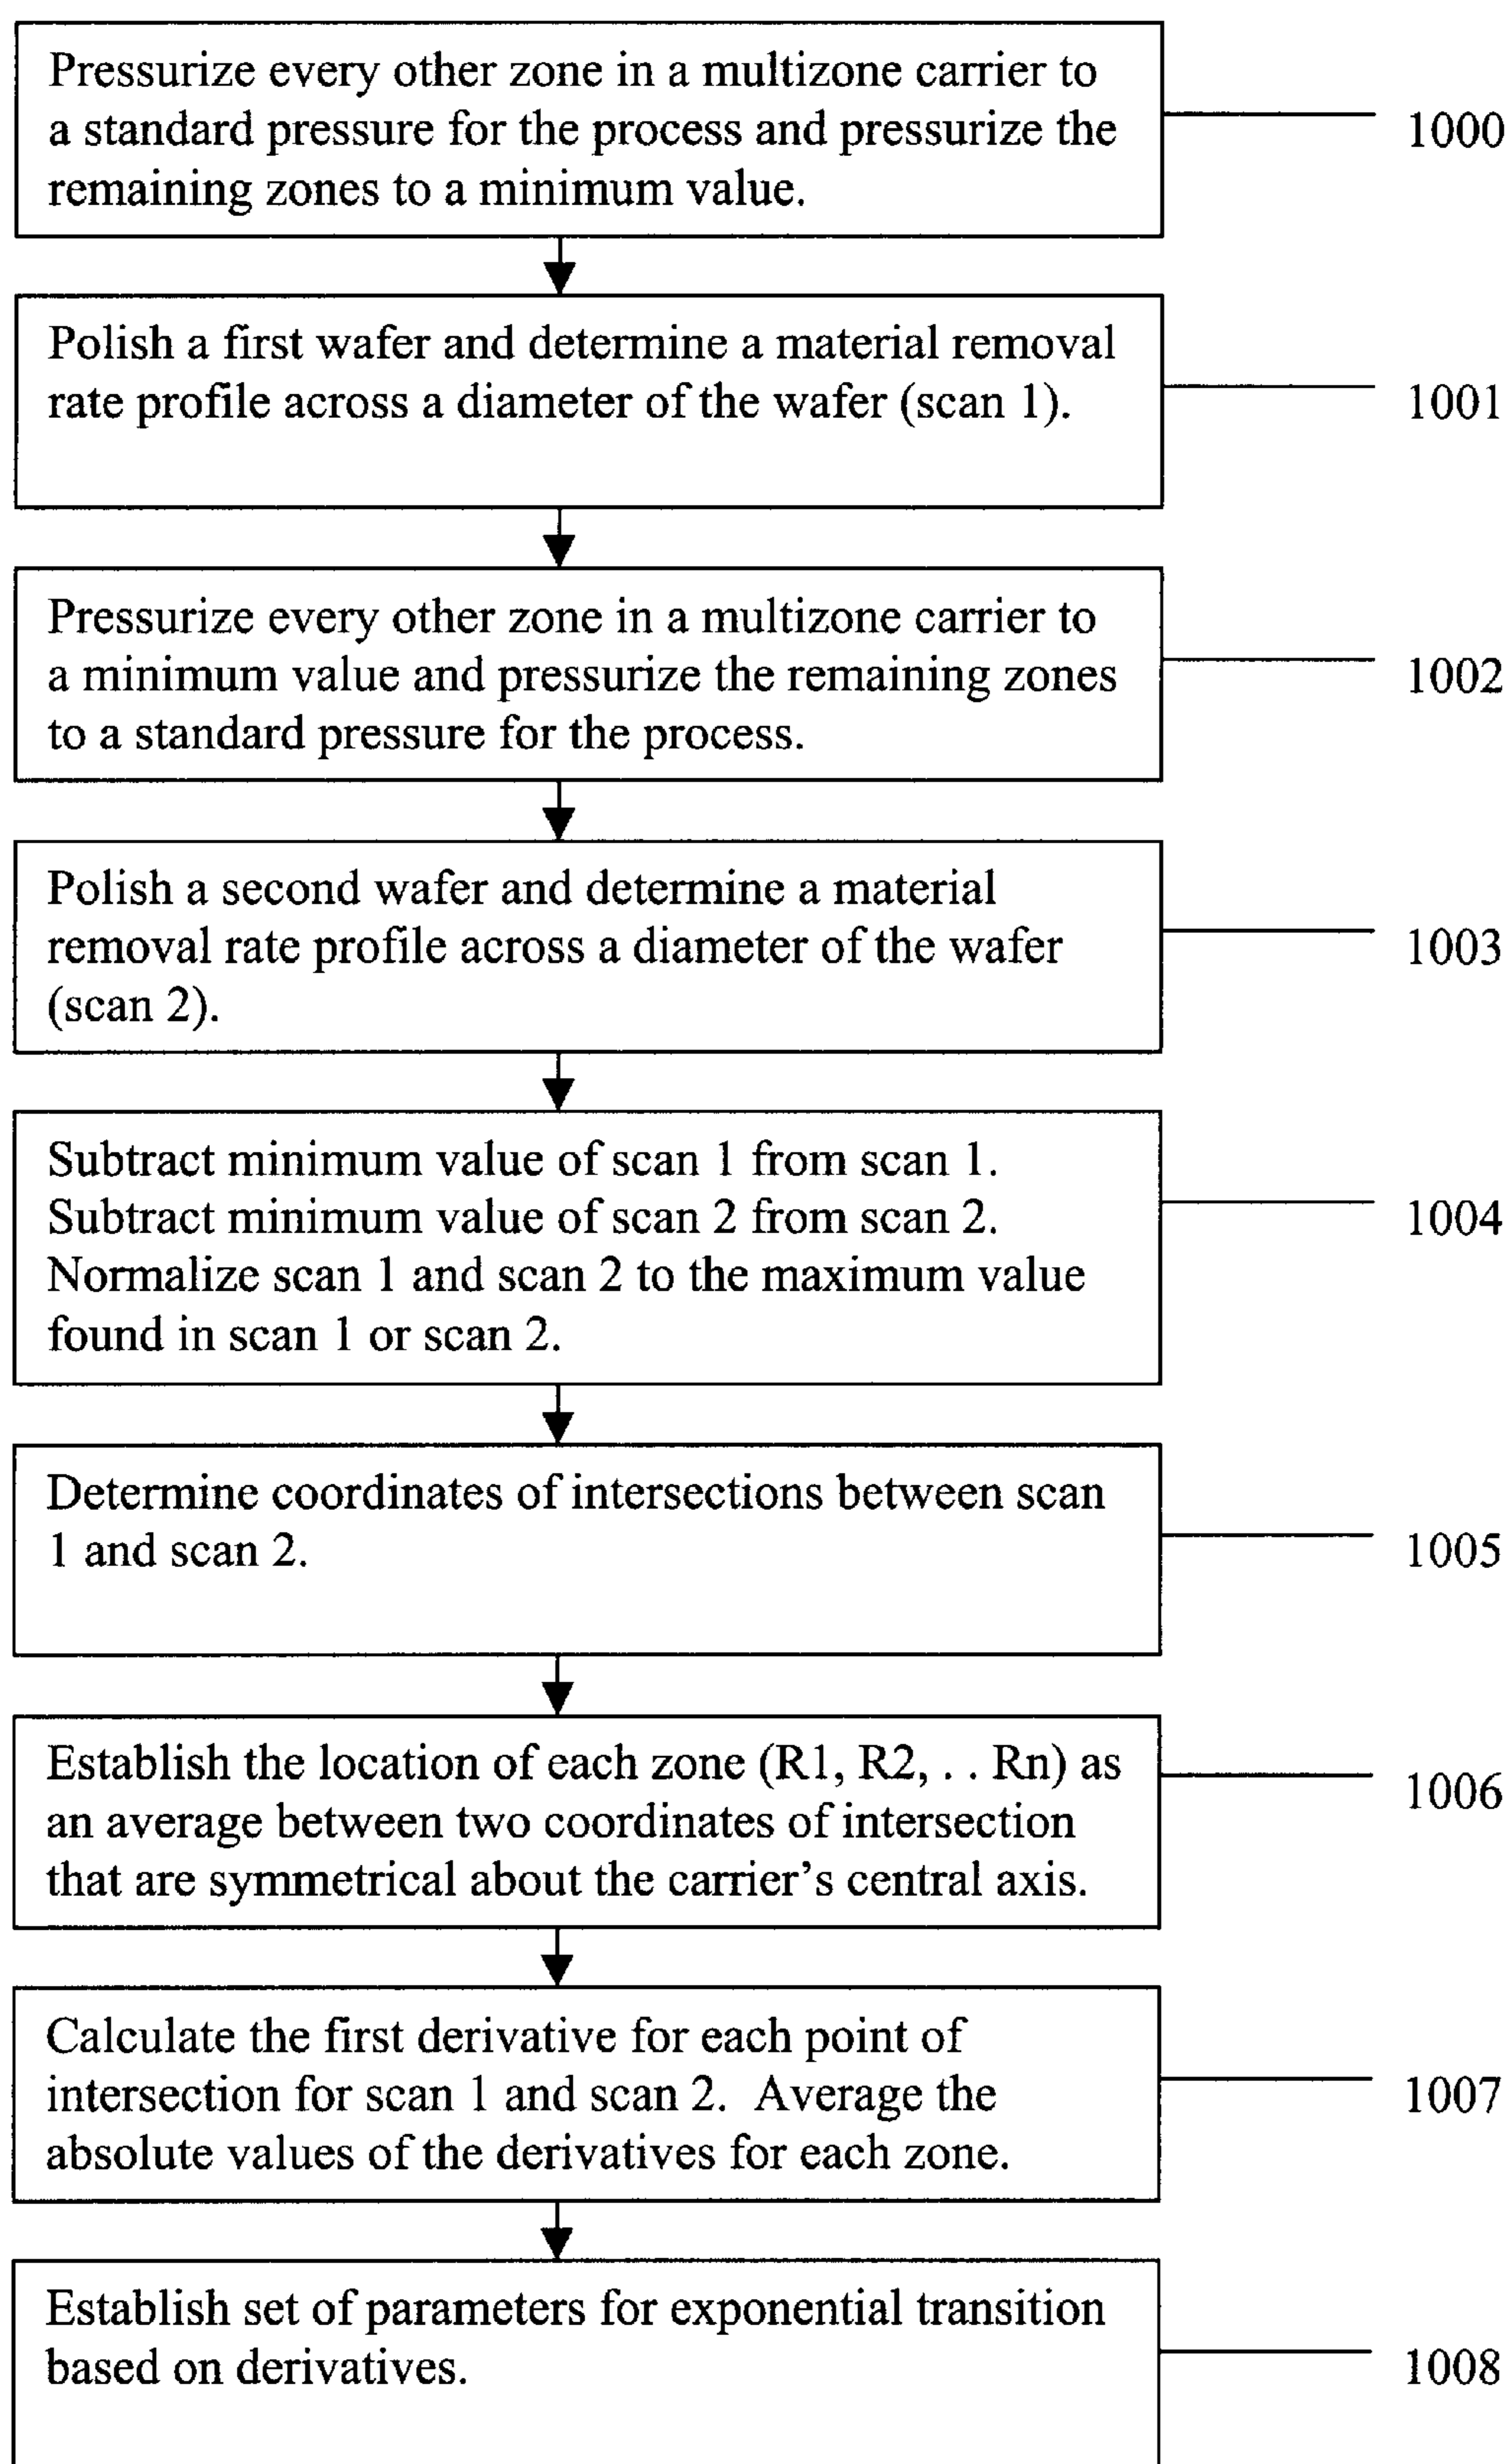 Pressurize every other zone in a multizone carrier to
a standard pressure for the process and pressurize the
remaining zones to a minimum value.
1000
Polish a first wafer and determine a material removal
rate profile across a diameter of the wafer (scan 1).
1001
Pressurize every other zone in a multizone carrier to
a minimum value and pressurize the remaining zones
to a standard pressure for the process.
1002
Polish a second wafer and determine a material
removal rate profile across a diameter of the wafer
(scan 2).
1003
Subtract minimum value of scan 1 from scan 1.
Subtract minimum value of scan 2 from scan 2.
Normalize scan 1 and scan 2 to the maximum value
found in scan 1 or scan 2.
1004
Determine coordinates of intersections between scan
1 and scan 2.
1005
Establish the location of each zone (R1, R2, . . Rn) as
an average between two coordinates of intersection
that are symmetrical about the carrier's central axis.
1006
Calculate the first derivative for each point of
intersection for scan 1 and scan 2.  Average the
absolute values of the derivatives for each zone.
1007
Establish set of parameters for exponential transition
based on derivatives.
1008